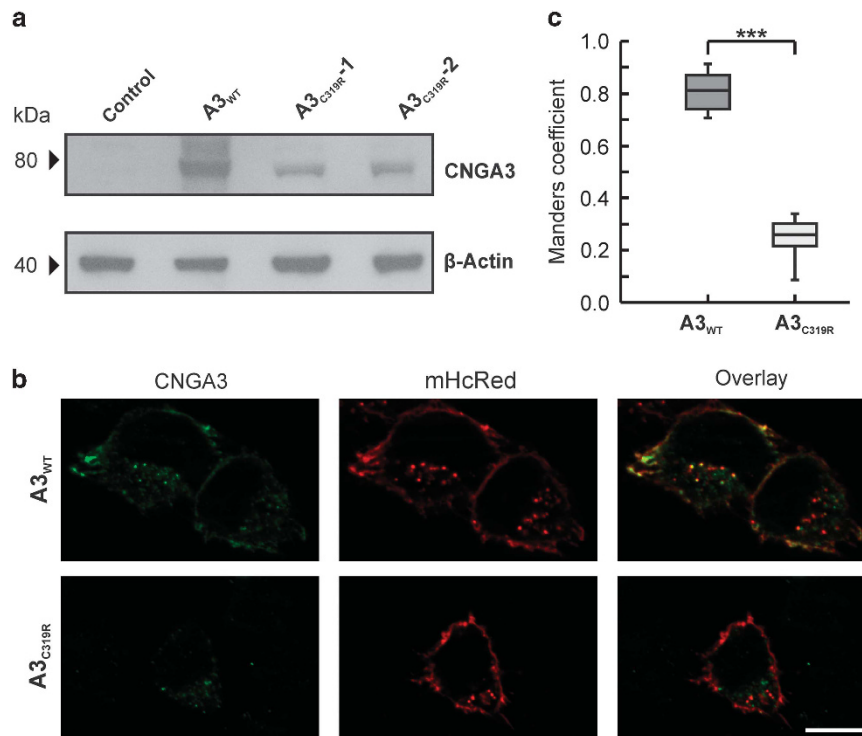 a
Control
A3WT
A3C319R-1
A3C319R-2
kDa
80
CNGA3
40
β-Actin
c
***
Manders coefficient
1.0
0.8
0.6
0.4
0.2
0.0
A3WT
A3C319R
b
CNGA3
mHcRed
Overlay
A3WT
A3C319R